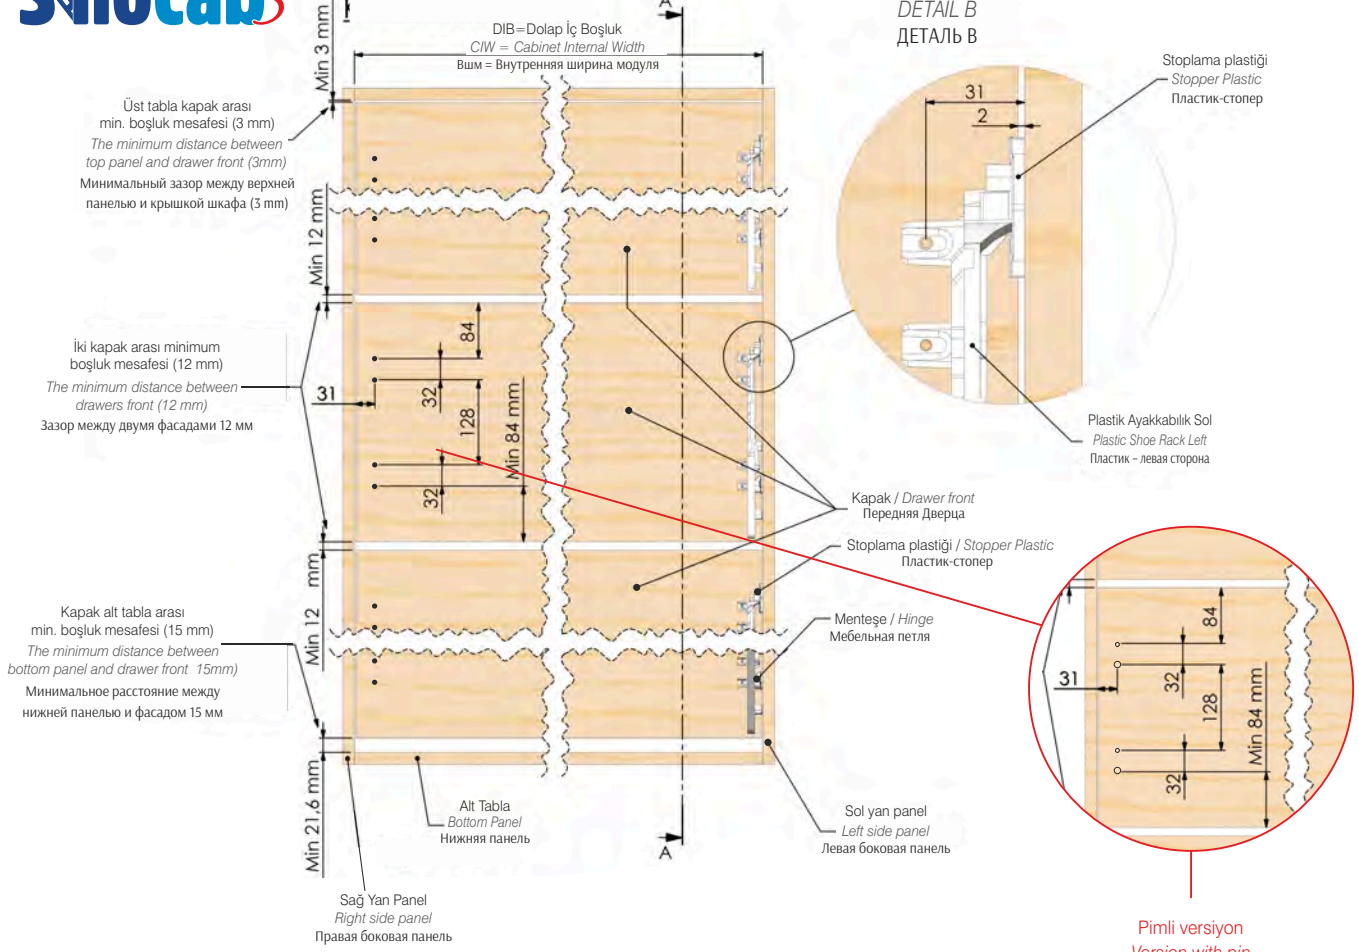 SınoCab
Min 3 mm
A
DIB=Dolap İç Boşluk
CIW = Cabinet Internal Width
Вшм = Внутренняя ширина модуля
DETAIL B
ДЕТАЛЬ В
Stoplama plastiği
Stopper Plastic
Пластик-стопер
31
2
Üst tabla kapak arası
min. boşluk mesafesi (3 mm)
The minimum distance between
top panel and drawer front (3mm)
Минимальный зазор между верхней
панелью и крышкой шкафа (3 mm)
Min 12 mm
84
32
31
128
Min 84 mm
32
İki kapak arası minimum
boşluk mesafesi (12 mm)
The minimum distance between
drawers front (12 mm)
Зазор между двумя фасадами 12 мм
Plastik Ayakkabılık Sol
Plastic Shoe Rack Left
Пластик – левая сторона
Kapak / Drawer front
Передняя Дверца
Stoplama plastiği / Stopper Plastic
Пластик-стопер
Menteşe / Hinge
Мебельная петля
Min 12 mm
Kapak alt tabla arası
min. boşluk mesafesi (15 mm)
The minimum distance between
bottom panel and drawer front 15mm)
Минимальное расстояние между
нижней панелью и фасадом 15 мм
84
31
32
128
Min 84 mm
32
Min 21,6 mm
Alt Tabla
Bottom Panel
Нижняя панель
A
Sol yan panel
Left side panel
Левая боковая панель
Sağ Yan Panel
Right side panel
Правая боковая панель
Pimli versiyon
Version with pin